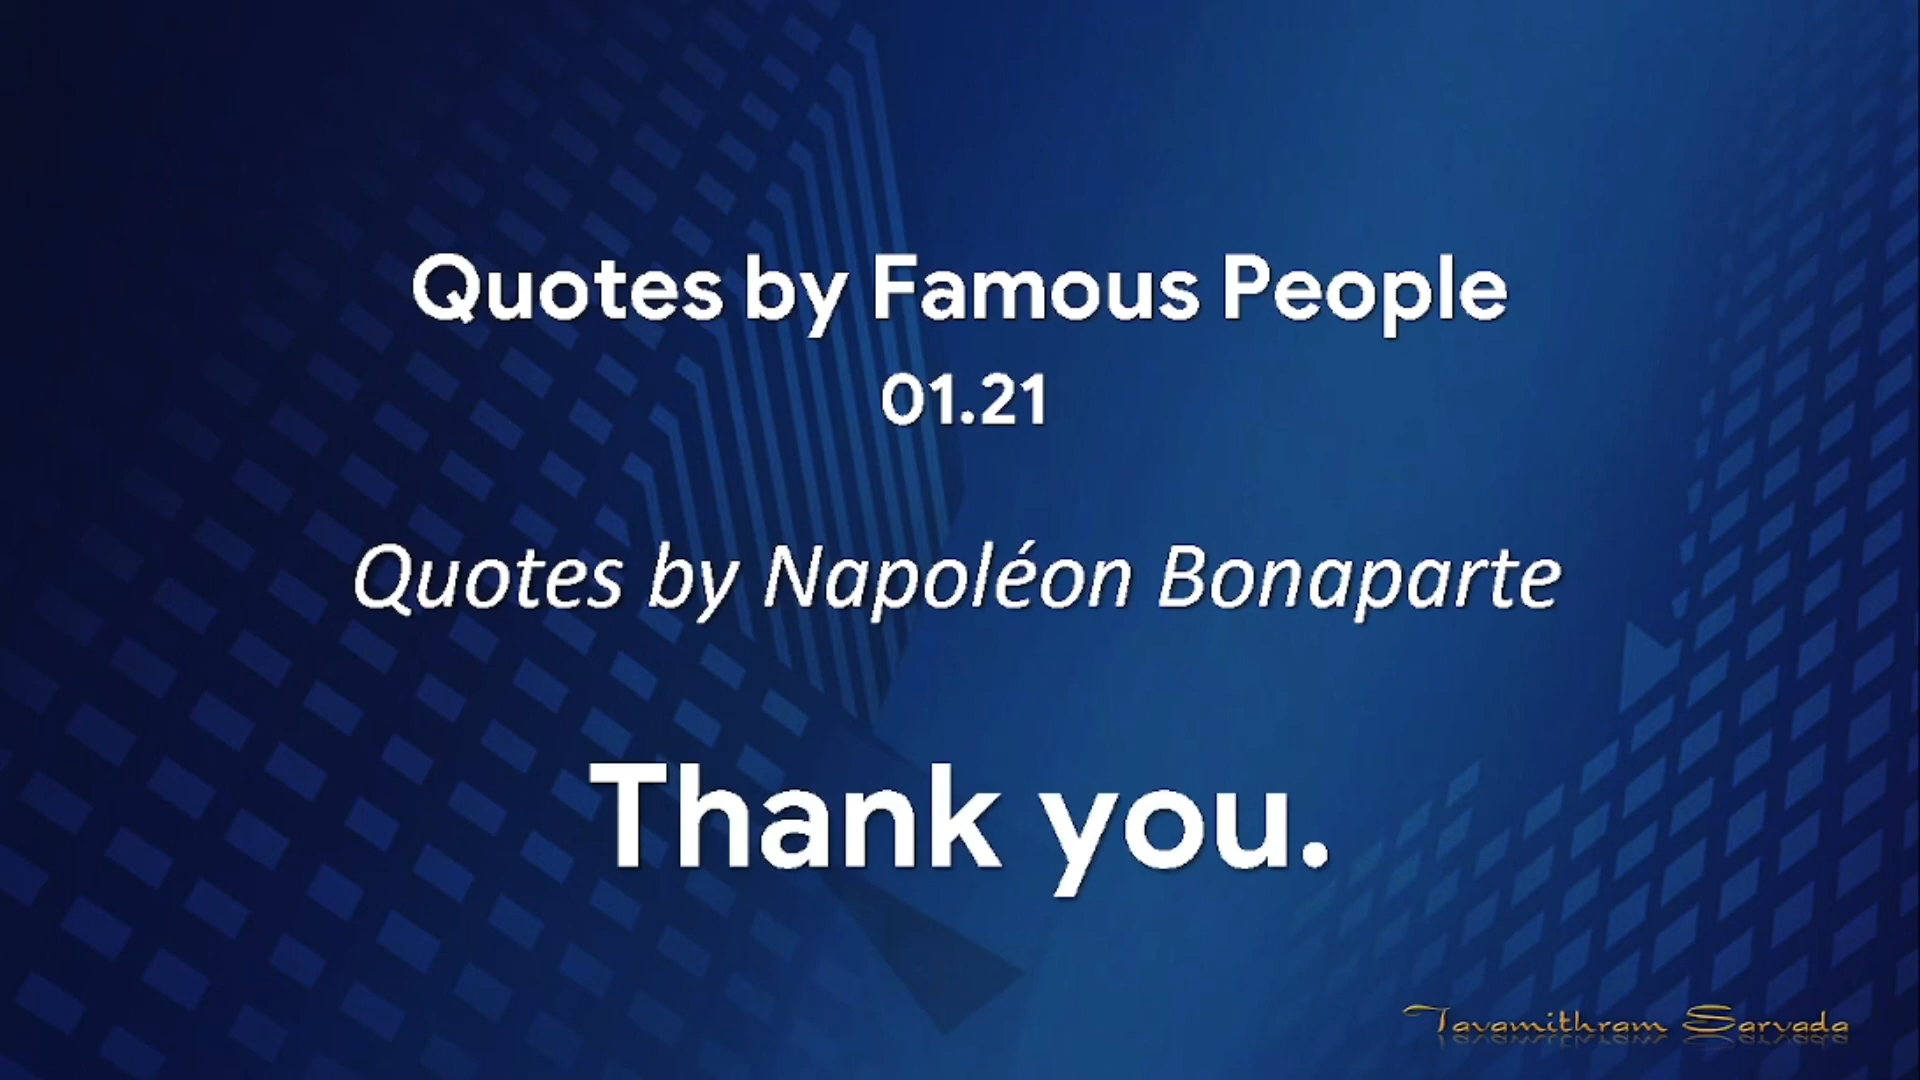 Quotes by Famous People
01.21
Quotes by Napoléon Bonaparte
Thank you.
Tavamithram Sarvada